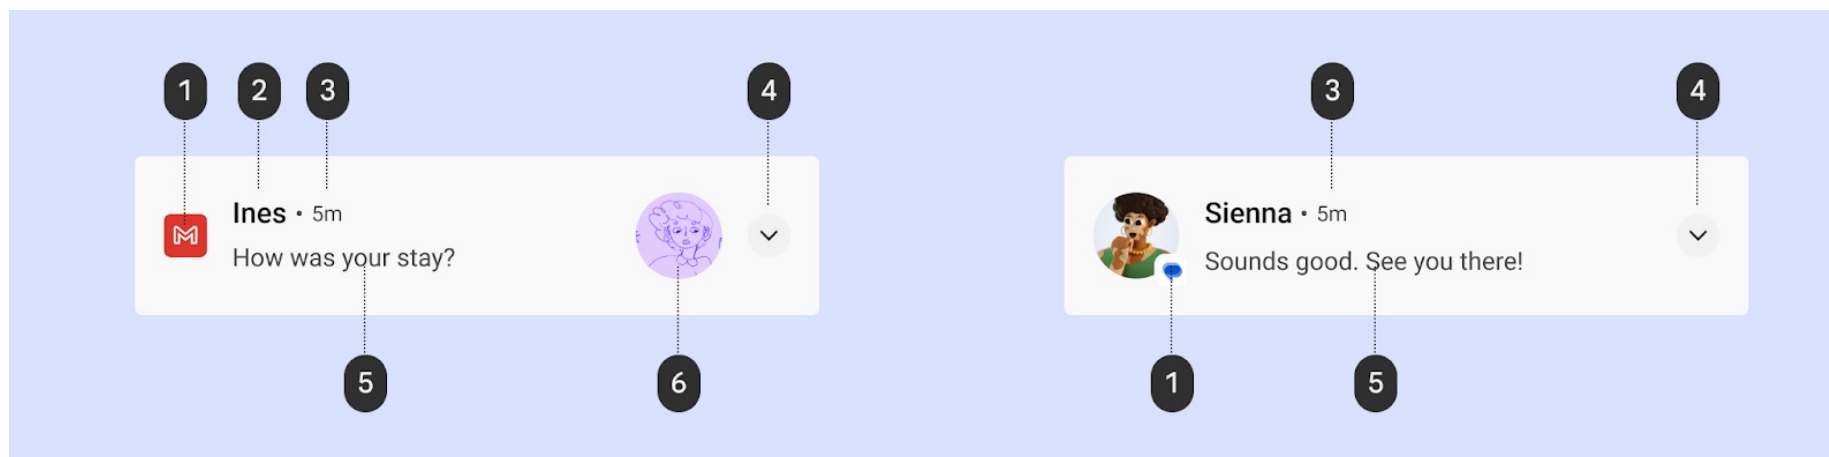 1 2 3 4
Ines • 5m
How was your stay?
5 6
3 4
Sienna • 5m
Sounds good. See you there!
1 5